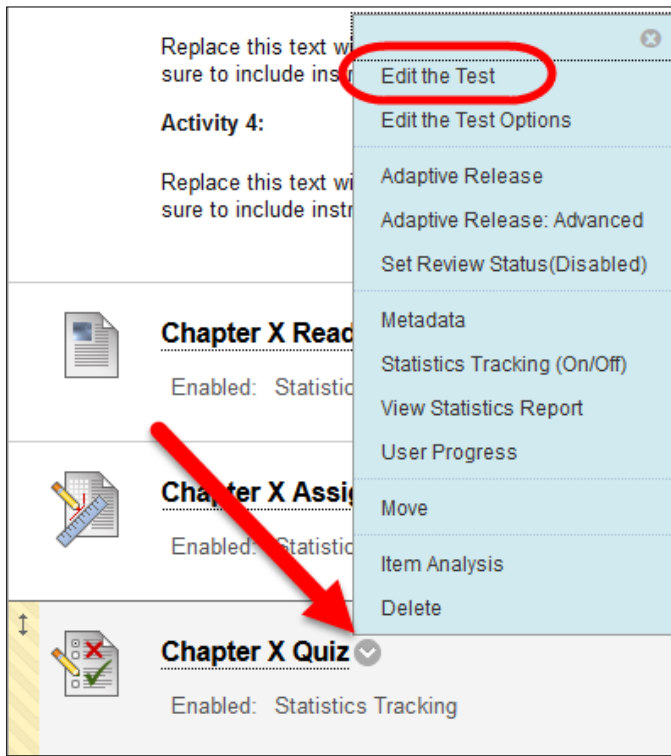 Replace this text wi
sure to include inst
Activity 4:
Replace this text wi
sure to include instr
Edit the Test
Edit the Test Options
Adaptive Release
Adaptive Release: Advanced
Set Review Status(Disabled)
Metadata
Statistics Tracking (On/Off)
View Statistics Report
User Progress
Move
Item Analysis
Delete
Chapter X Read
Enabled: Statistic
Chapter X Assig
Enabled: Statistic
Chapter X Quiz
Enabled: Statistics Tracking